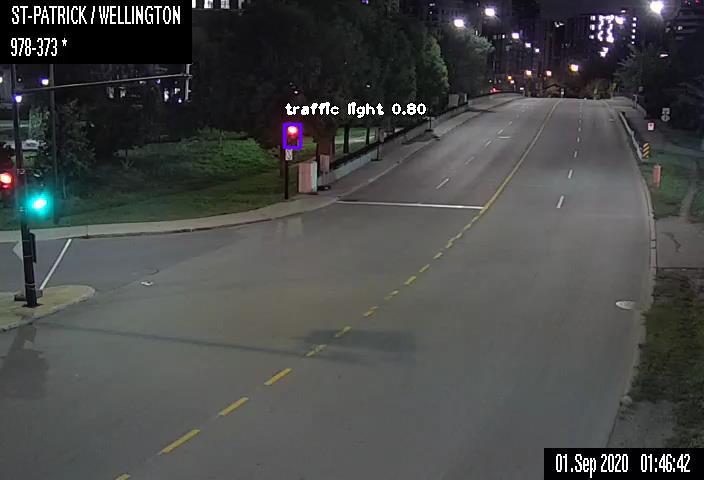 ST-PATRICK / WELLINGTON
978-373 *
traffic light 0.80
01.Sep 2020 01:46:42